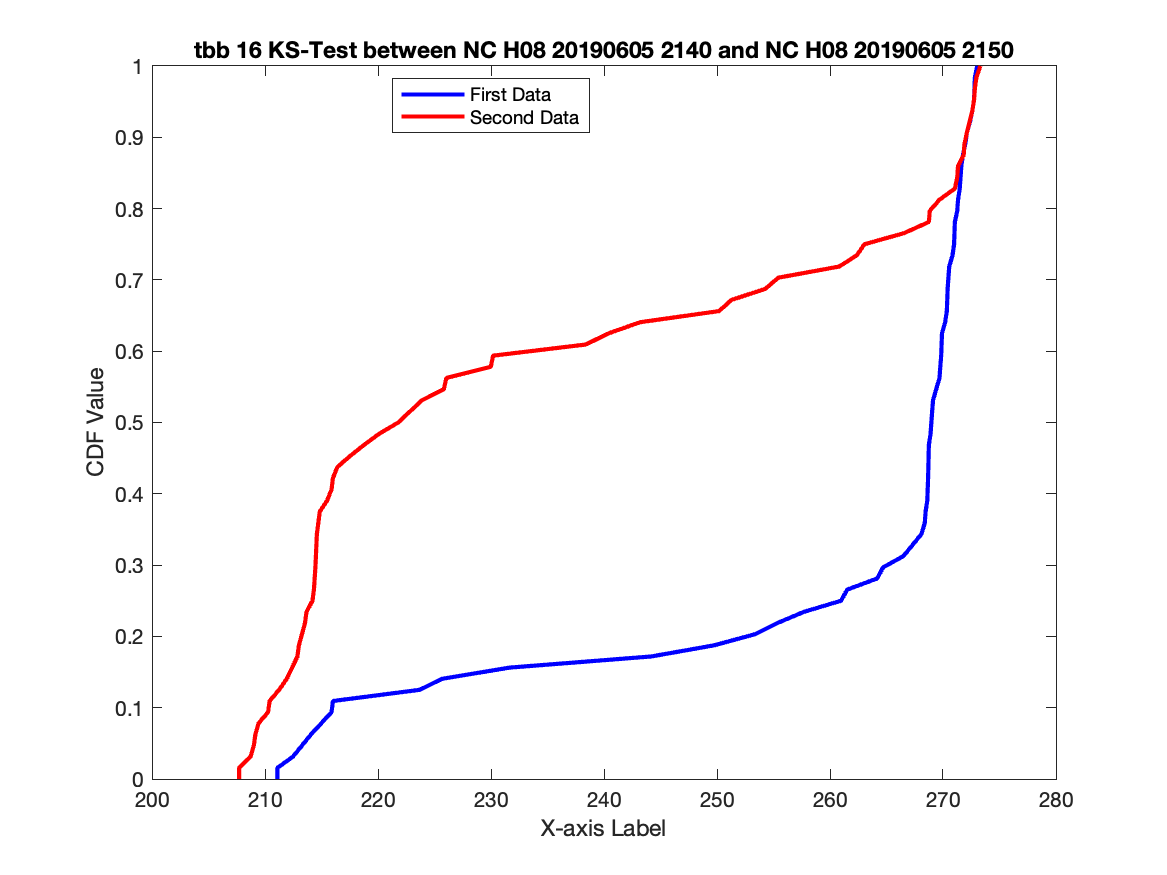 tbb 16 KS-Test between NC H08 20190605 2140 and NC H08 20190605 2150
First Data
Second Data
1
0.9
0.8
0.7
0.6
0.5
0.4
0.3
0.2
0.1
0
CDF Value
200 210 220 230 240 250 260 270 280
X-axis Label